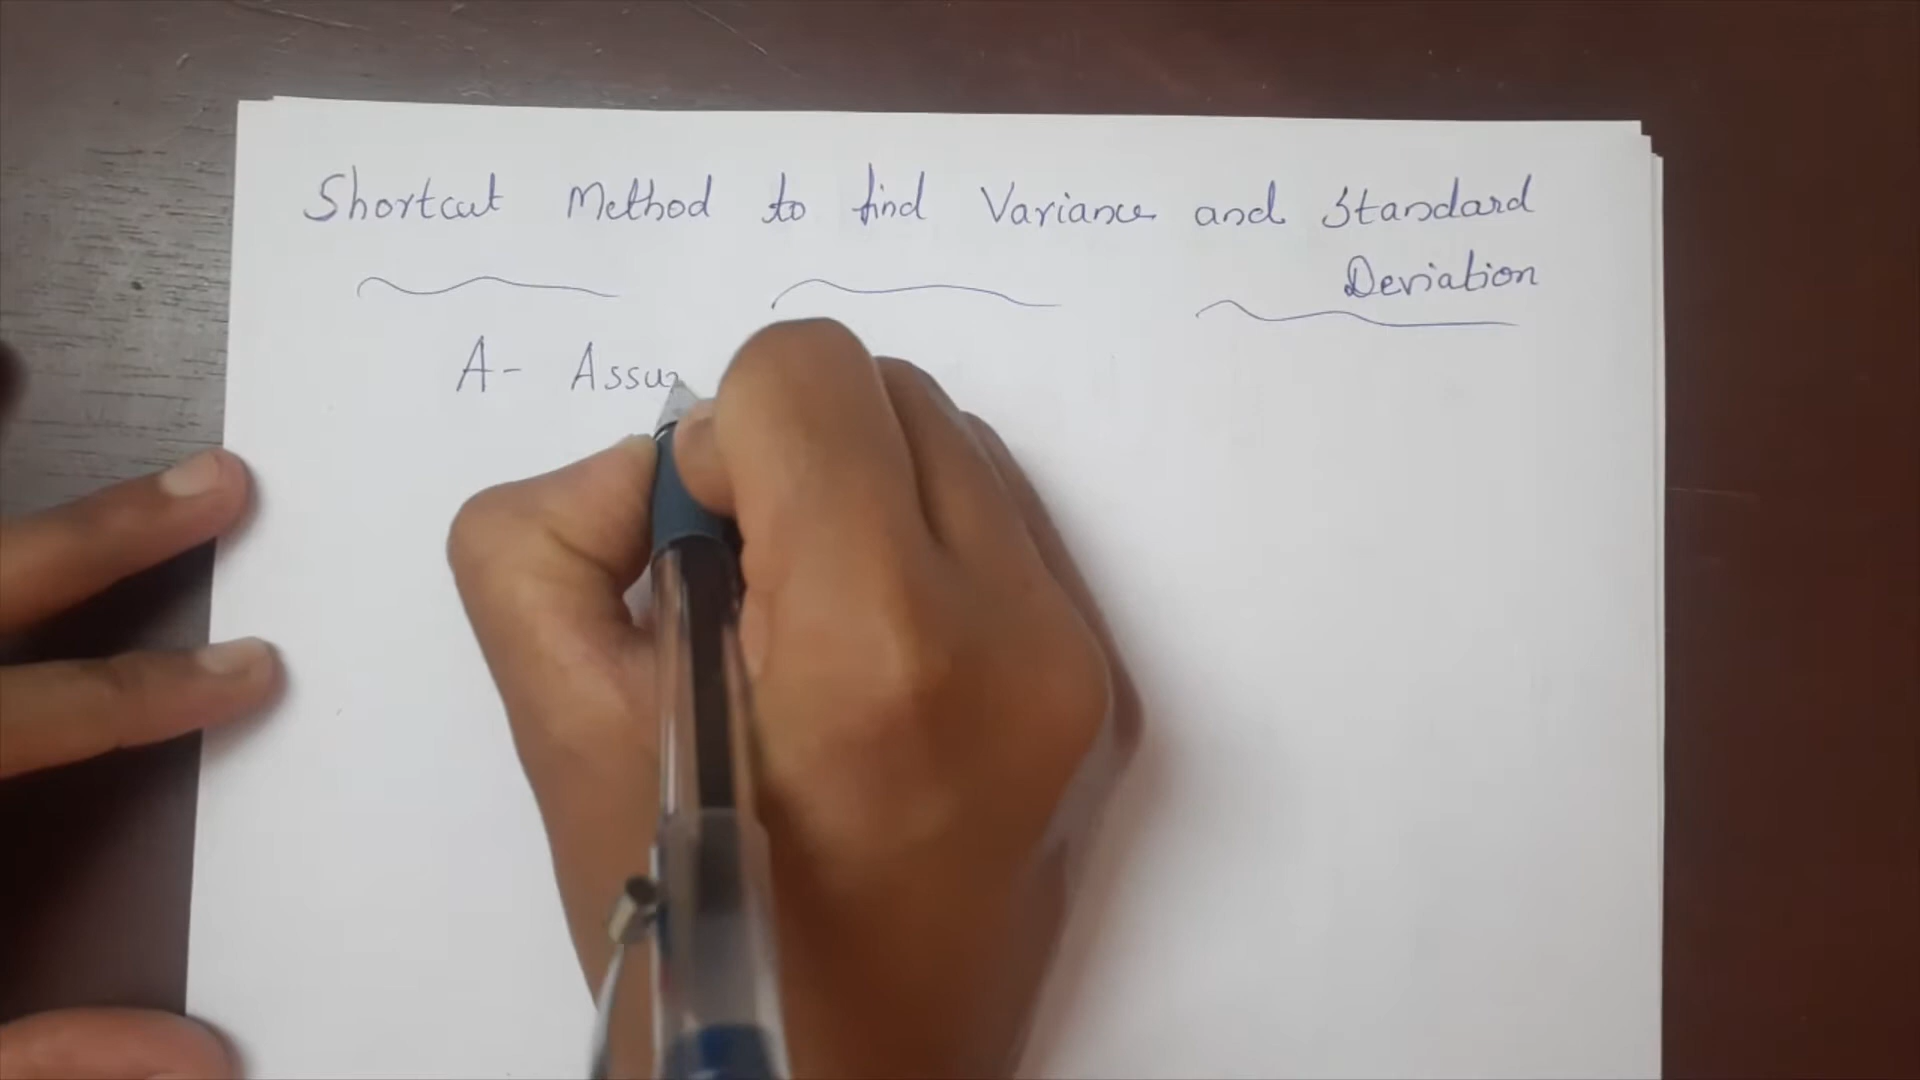 Shortcut Method to find Variance and Standard
Deviation
A- Assu